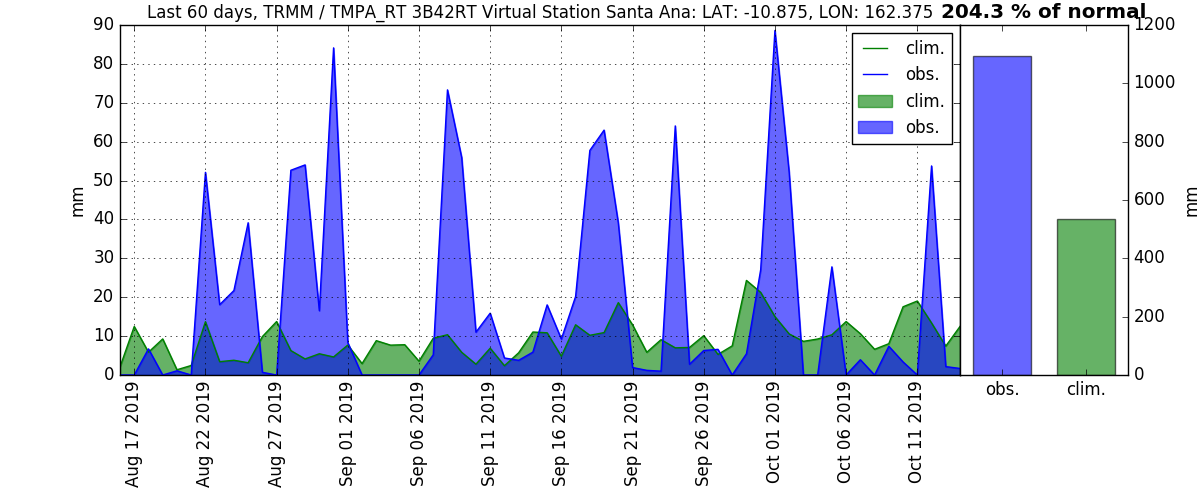 Last 60 days, TRMM / TMPA_RT 3B42RT Virtual Station Santa Ana: LAT: -10.875, LON: 162.375 204.3 % of normal
90
80
70
60
50
40
30
20
10
0
mm
clim.
obs.
clim.
obs.
1200
1000
800
600
400
200
0
mm
Aug 17 2019
Aug 22 2019
Aug 27 2019
Sep 01 2019
Sep 06 2019
Sep 11 2019
Sep 16 2019
Sep 21 2019
Sep 26 2019
Oct 01 2019
Oct 06 2019
Oct 11 2019
obs.
clim.